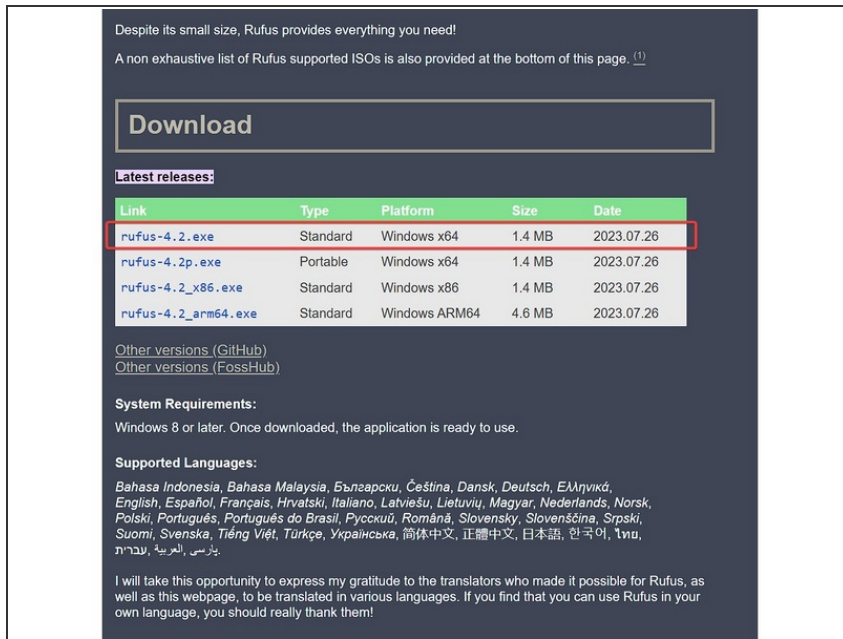 Despite its small size, Rufus provides everything you need!
A non exhaustive list of Rufus supported ISOs is also provided at the bottom of this page. (1)
Download
Latest releases:
Link Type Platform Size Date
rufus-4.2.exe Standard Windows x64 1.4 MB 2023.07.26
rufus-4.2p.exe Portable Windows x64 1.4 MB 2023.07.26
rufus-4.2_x86.exe Standard Windows x86 1.4 MB 2023.07.26
rufus-4.2_arm64.exe Standard Windows ARM64 4.6 MB 2023.07.26
Other versions (GitHub)
Other versions (FossHub)
System Requirements:
Windows 8 or later. Once downloaded, the application is ready to use.
Supported Languages:
Bahasa Indonesia, Bahasa Malaysia, Български, Čeština, Dansk, Deutsch, Ελληνικά,
English, Español, Français, Hrvatski, Italiano, Latviešu, Lietuvių, Magyar, Nederlands, Norsk,
Polski, Português, Português do Brasil, Русский, Română, Slovensky, Slovenščina, Srpski,
Suomi, Svenska, Tiếng Việt, Türkçe, Українська, 简体中文, 正體中文, 日本語, 한국어, ไทย,
עברית, العربية, پارسی.
I will take this opportunity to express my gratitude to the translators who made it possible for Rufus, as
well as this webpage, to be translated in various languages. If you find that you can use Rufus in your
own language, you should really thank them!